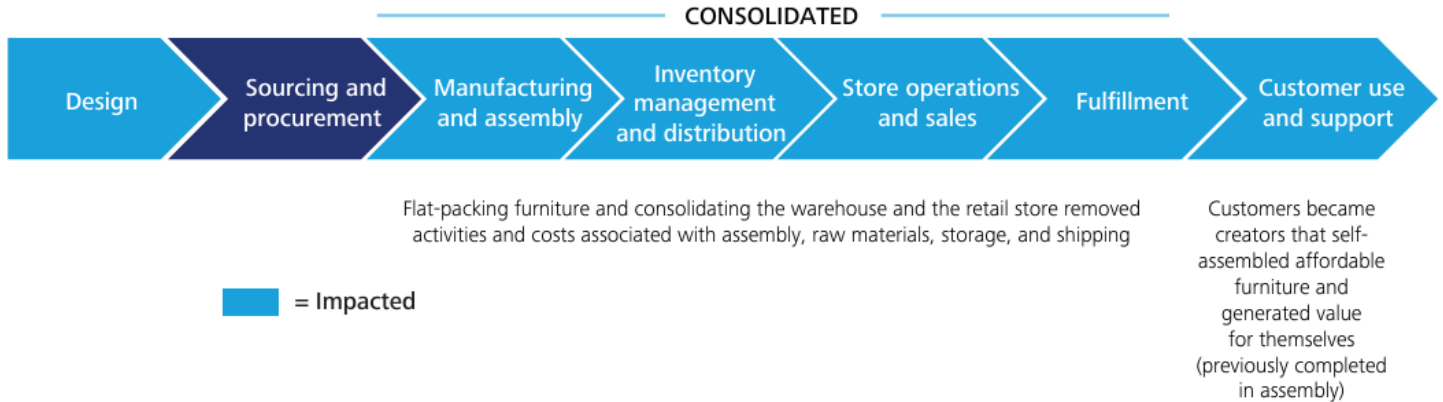 CONSOLIDATED
Design
Sourcing and
procurement
Manufacturing
and assembly
Inventory
management
and distribution
Store operations
and sales
Fulfillment
Customer use
and support
Flat-packing furniture and consolidating the warehouse and the retail store removed
activities and costs associated with assembly, raw materials, storage, and shipping
Customers became
creators that self-
assembled affordable
furniture and
generated value
for themselves
(previously completed
in assembly)
= Impacted